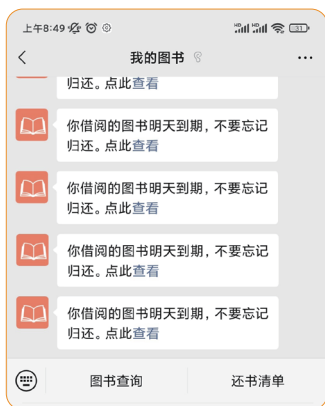 上午8:49
31
我的图书
归还。点此查看
你借阅的图书明天到期，不要忘记
归还。点此查看
你借阅的图书明天到期，不要忘记
归还。点此查看
你借阅的图书明天到期，不要忘记
归还。点此查看
你借阅的图书明天到期，不要忘记
归还。点此查看
图书查询 还书清单